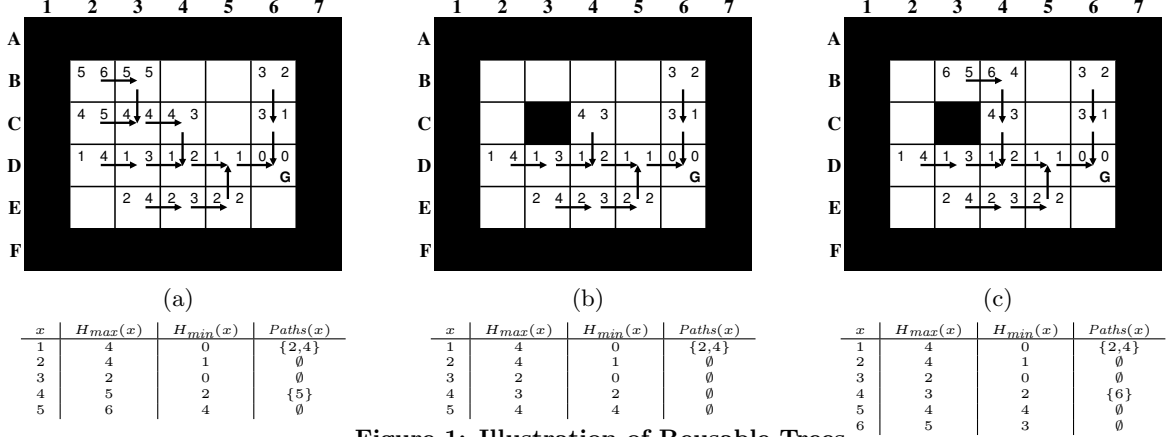 1 2 3 4 5 6 7
A
B 5 6 5 5 3 2
C 4 5 4 4 4 3 3 1
D 1 4 1 3 1 2 1 1 0 0
G
E 2 4 2 3 2 2
F
(a)
x H_max(x) H_min(x) Paths(x)
1 4 0 {2,4}
2 4 1 ∅
3 2 0 ∅
4 5 2 {5}
5 6 4 ∅
1 2 3 4 5 6 7
A
B 3 2
C 4 3 3 1
D 1 4 1 3 1 2 1 1 0 0
G
E 2 4 2 3 2 2
F
(b)
x H_max(x) H_min(x) Paths(x)
1 4 0 {2,4}
2 4 1 ∅
3 2 0 ∅
4 3 2 ∅
5 4 4 ∅
1 2 3 4 5 6 7
A
B 6 5 6 4 3 2
C 4 3 3 1
D 1 4 1 3 1 2 1 1 0 0
G
E 2 4 2 3 2 2
F
(c)
x H_max(x) H_min(x) Paths(x)
1 4 0 {2,4}
2 4 1 ∅
3 2 0 ∅
4 3 2 {6}
5 4 4 ∅
6 5 3 ∅
Figure 1: Illustration of Reusable Trees